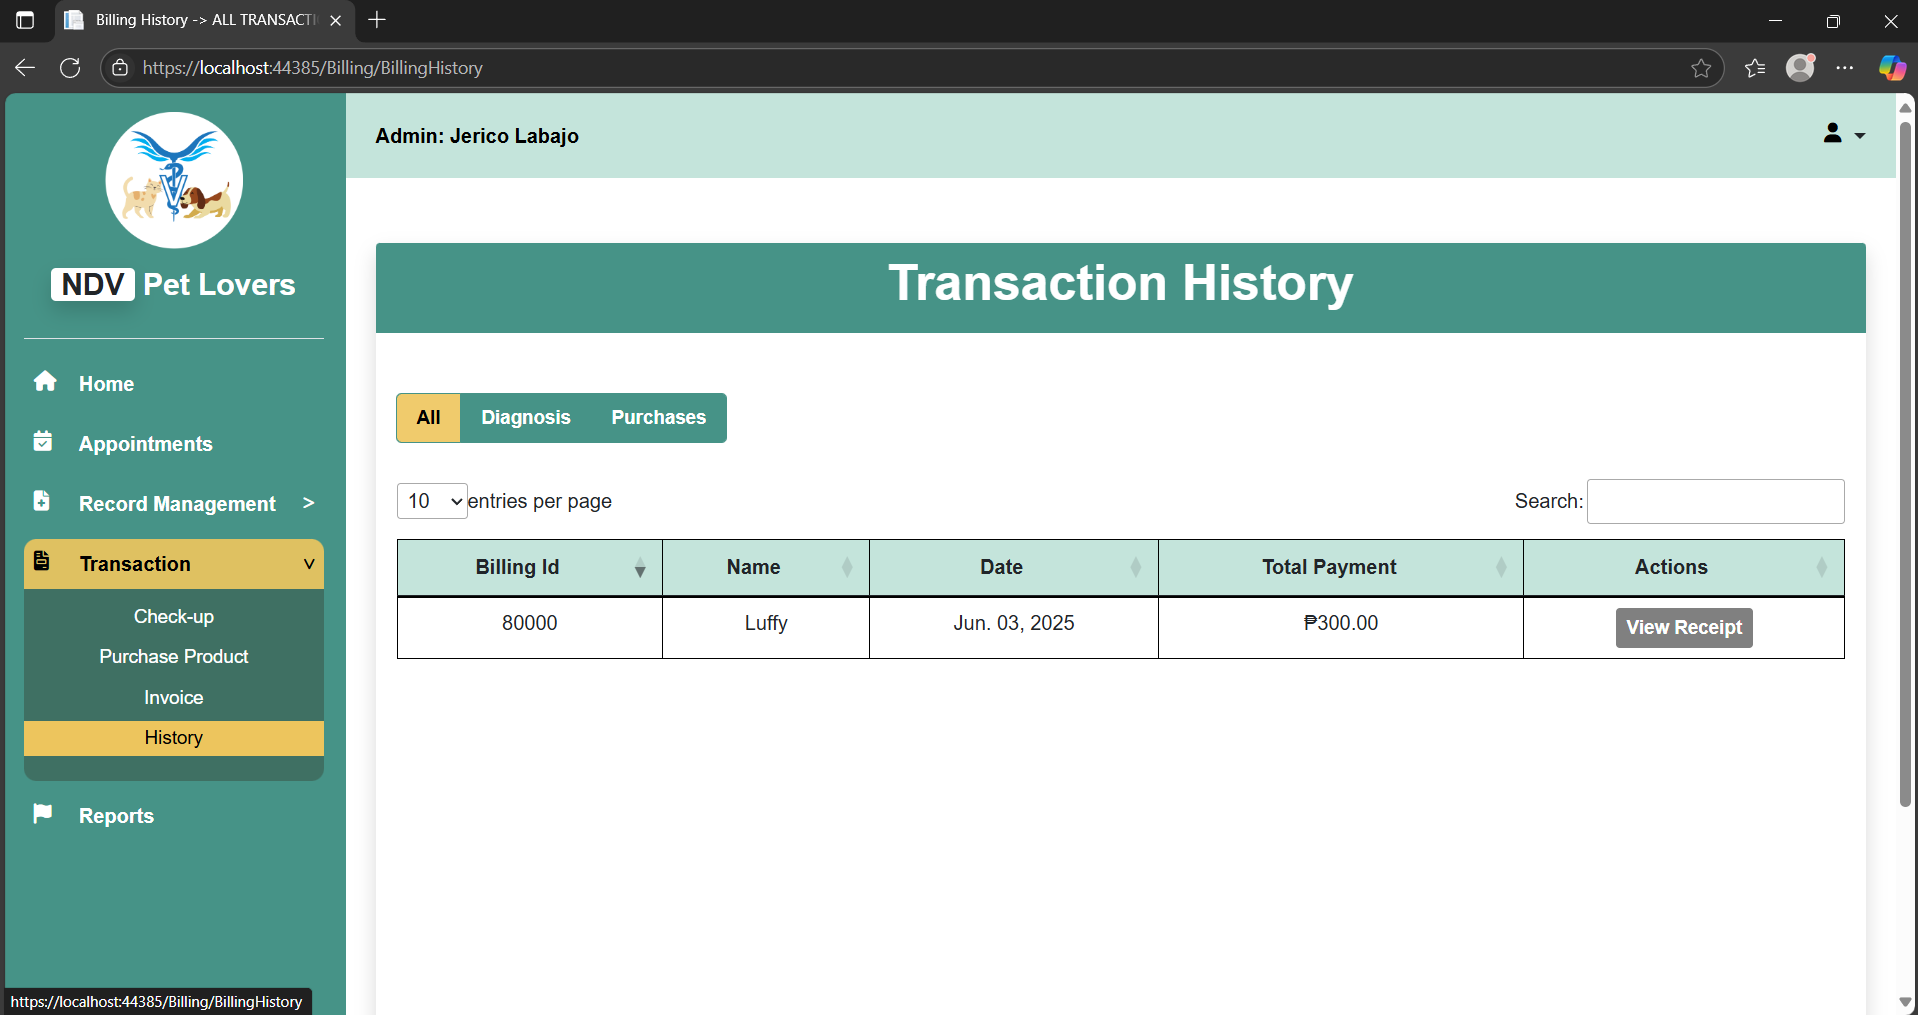 Billing History -> ALL TRANSACTI
https://localhost:44385/Billing/BillingHistory
NDV Pet Lovers
Home
Appointments
Record Management >
Transaction v
Check-up
Purchase Product
Invoice
History
Reports
Admin: Jerico Labajo
Transaction History
All Diagnosis Purchases
10 entries per page Search:
Billing Id Name Date Total Payment Actions
80000 Luffy Jun. 03, 2025 ₱300.00 View Receipt
https://localhost:44385/Billing/BillingHistory